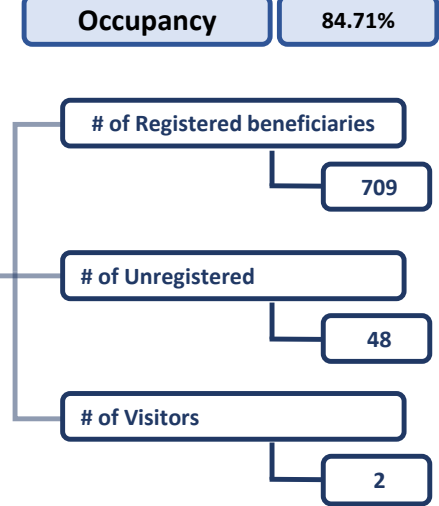 Occupancy 84.71%
# of Registered beneficiaries
709
# of Unregistered
48
# of Visitors
2